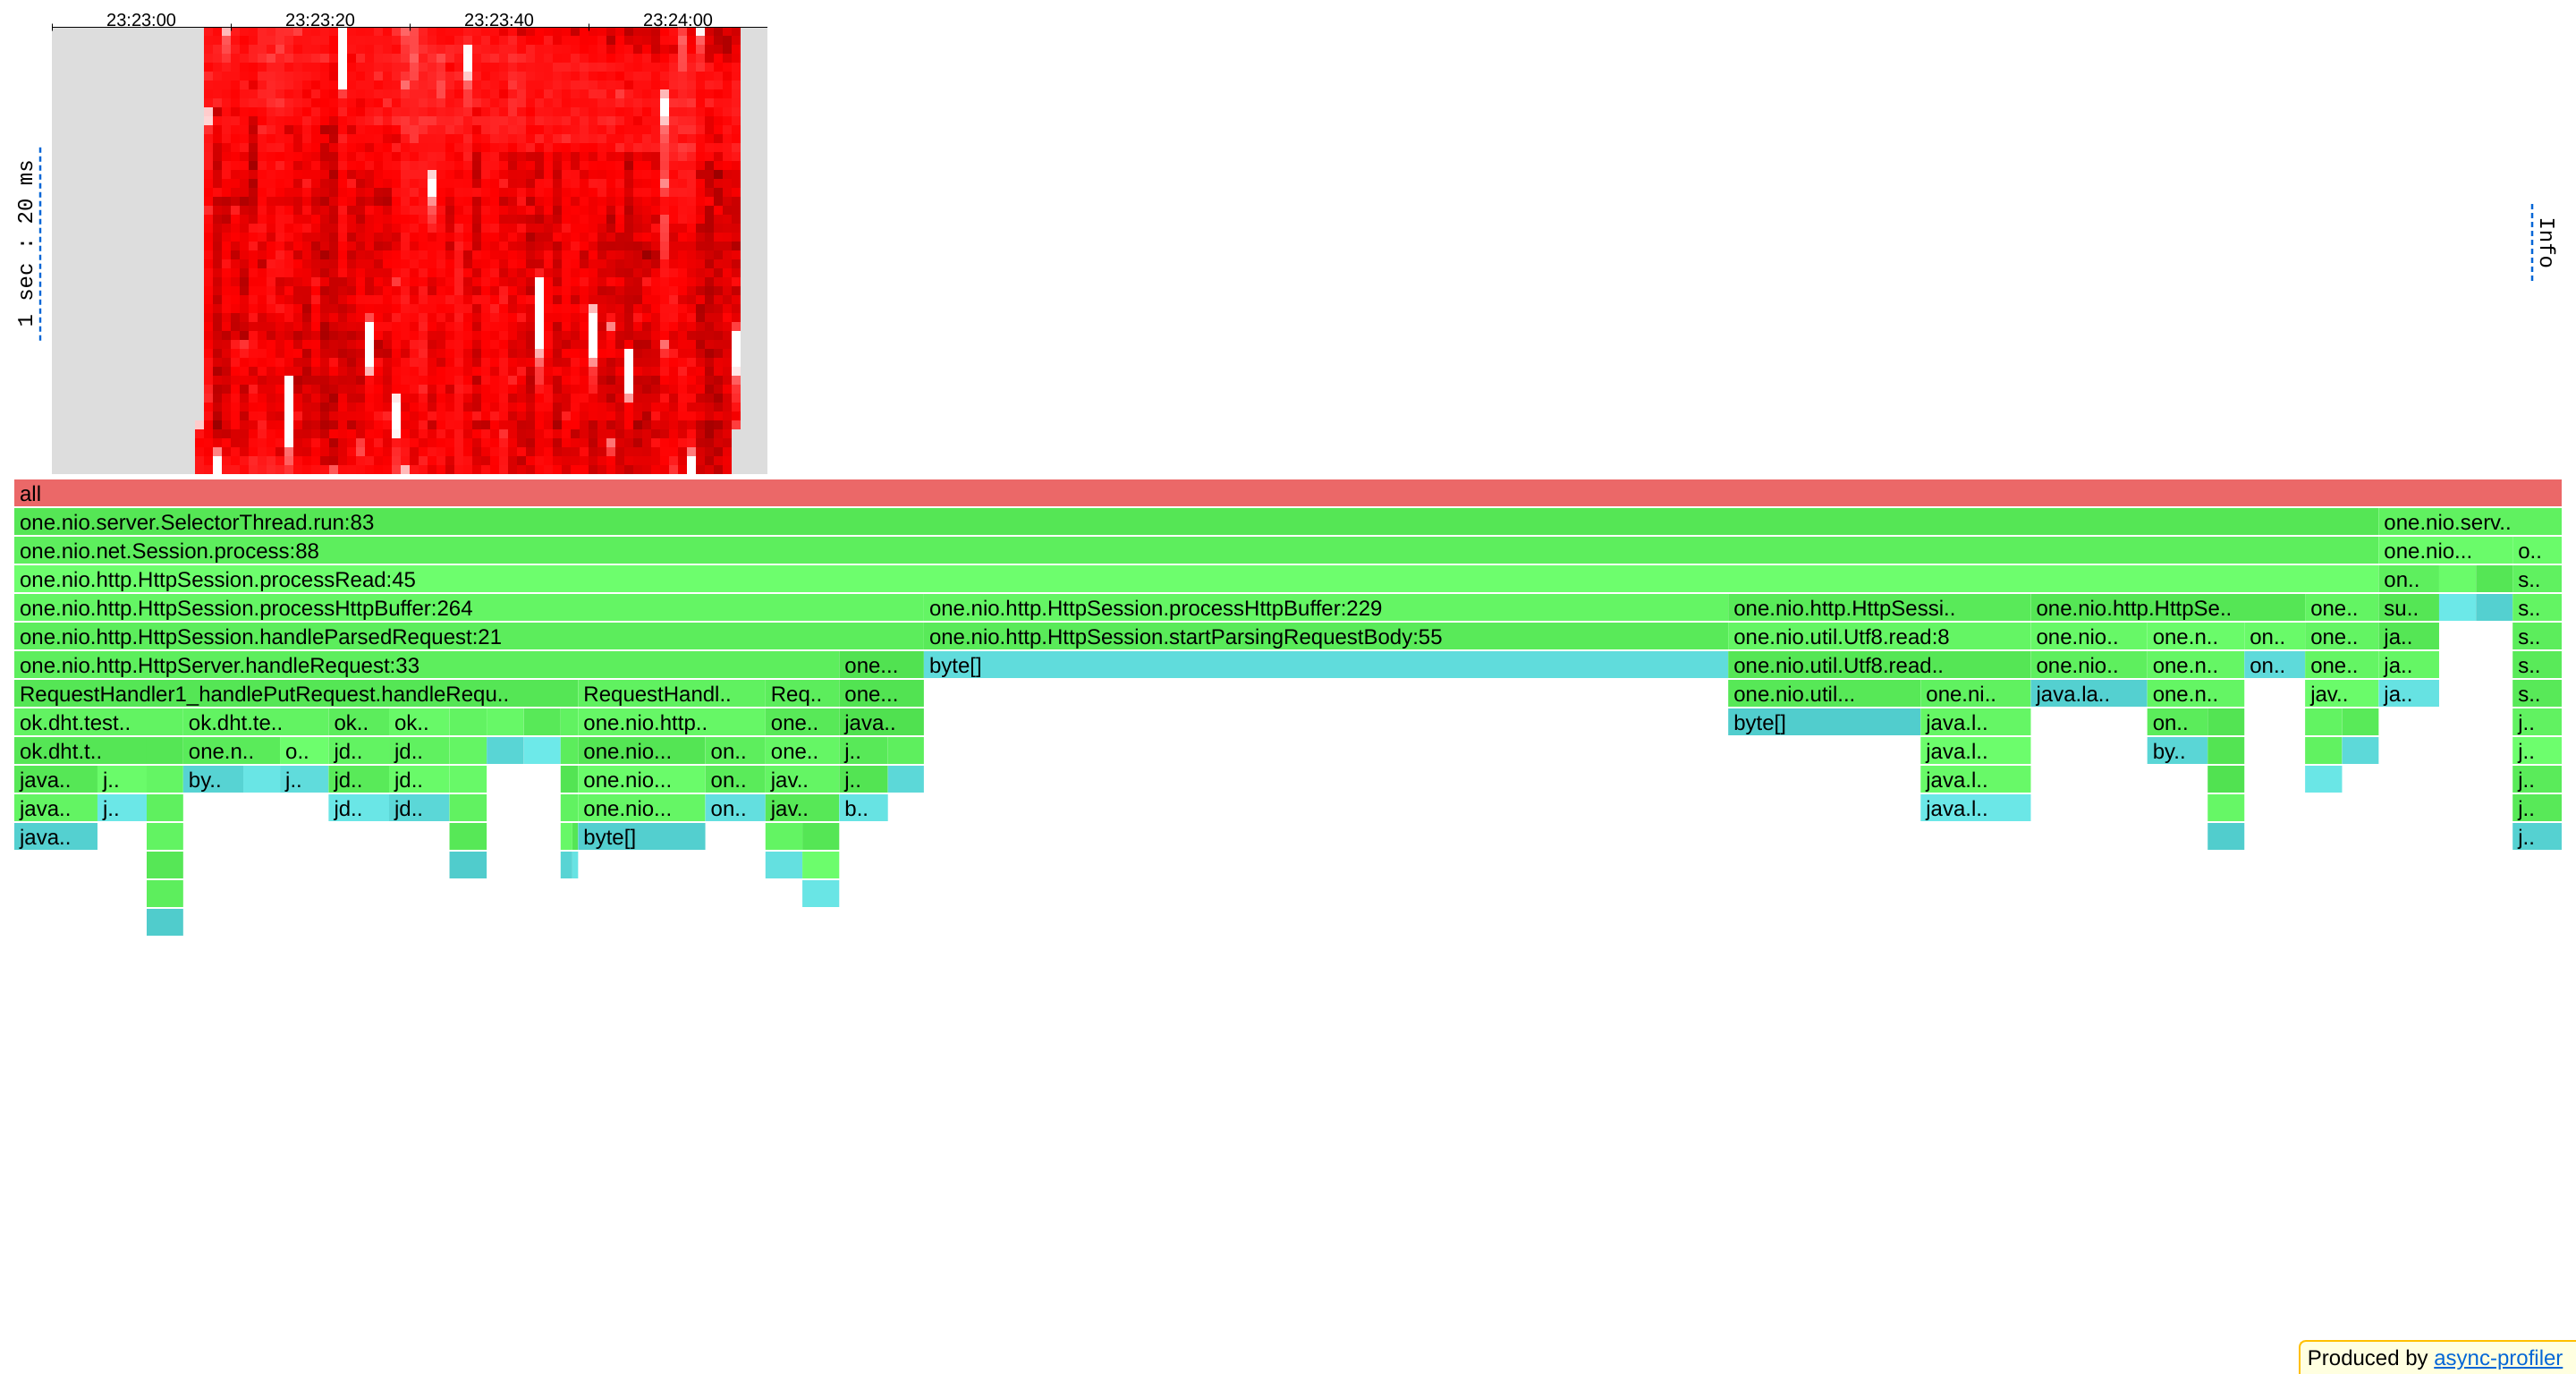 23:23:00 23:23:20 23:23:40 23:24:00
1 sec : 20 ms
Info
all
one.nio.server.SelectorThread.run:83 one.nio.serv..
one.nio.net.Session.process:88 one.nio... o..
one.nio.http.HttpSession.processRead:45 on.. s..
one.nio.http.HttpSession.processHttpBuffer:264 one.nio.http.HttpSession.processHttpBuffer:229 one.nio.http.HttpSessi.. one.nio.http.HttpSe.. one.. su.. s..
one.nio.http.HttpSession.handleParsedRequest:21 one.nio.http.HttpSession.startParsingRequestBody:55 one.nio.util.Utf8.read:8 one.nio.. one.n.. on.. one.. ja.. s..
one.nio.http.HttpServer.handleRequest:33 one... byte[] one.nio.util.Utf8.read.. one.nio.. one.n.. on.. one.. ja.. s..
RequestHandler1_handlePutRequest.handleRequ.. RequestHandl.. Req.. one... one.nio.util... one.ni.. java.la.. one.n.. jav.. ja.. s..
ok.dht.test.. ok.dht.te.. ok.. ok.. one.nio.http.. one.. java.. byte[] java.l.. on.. j..
ok.dht.t.. one.n.. o.. jd.. jd.. one.nio... on.. one.. j.. java.l.. by.. j..
java.. j.. by.. j.. jd.. jd.. one.nio... on.. jav.. j.. java.l.. j..
java.. j.. jd.. jd.. one.nio... on.. jav.. b.. java.l.. j..
java.. byte[] j..
Produced by async-profiler